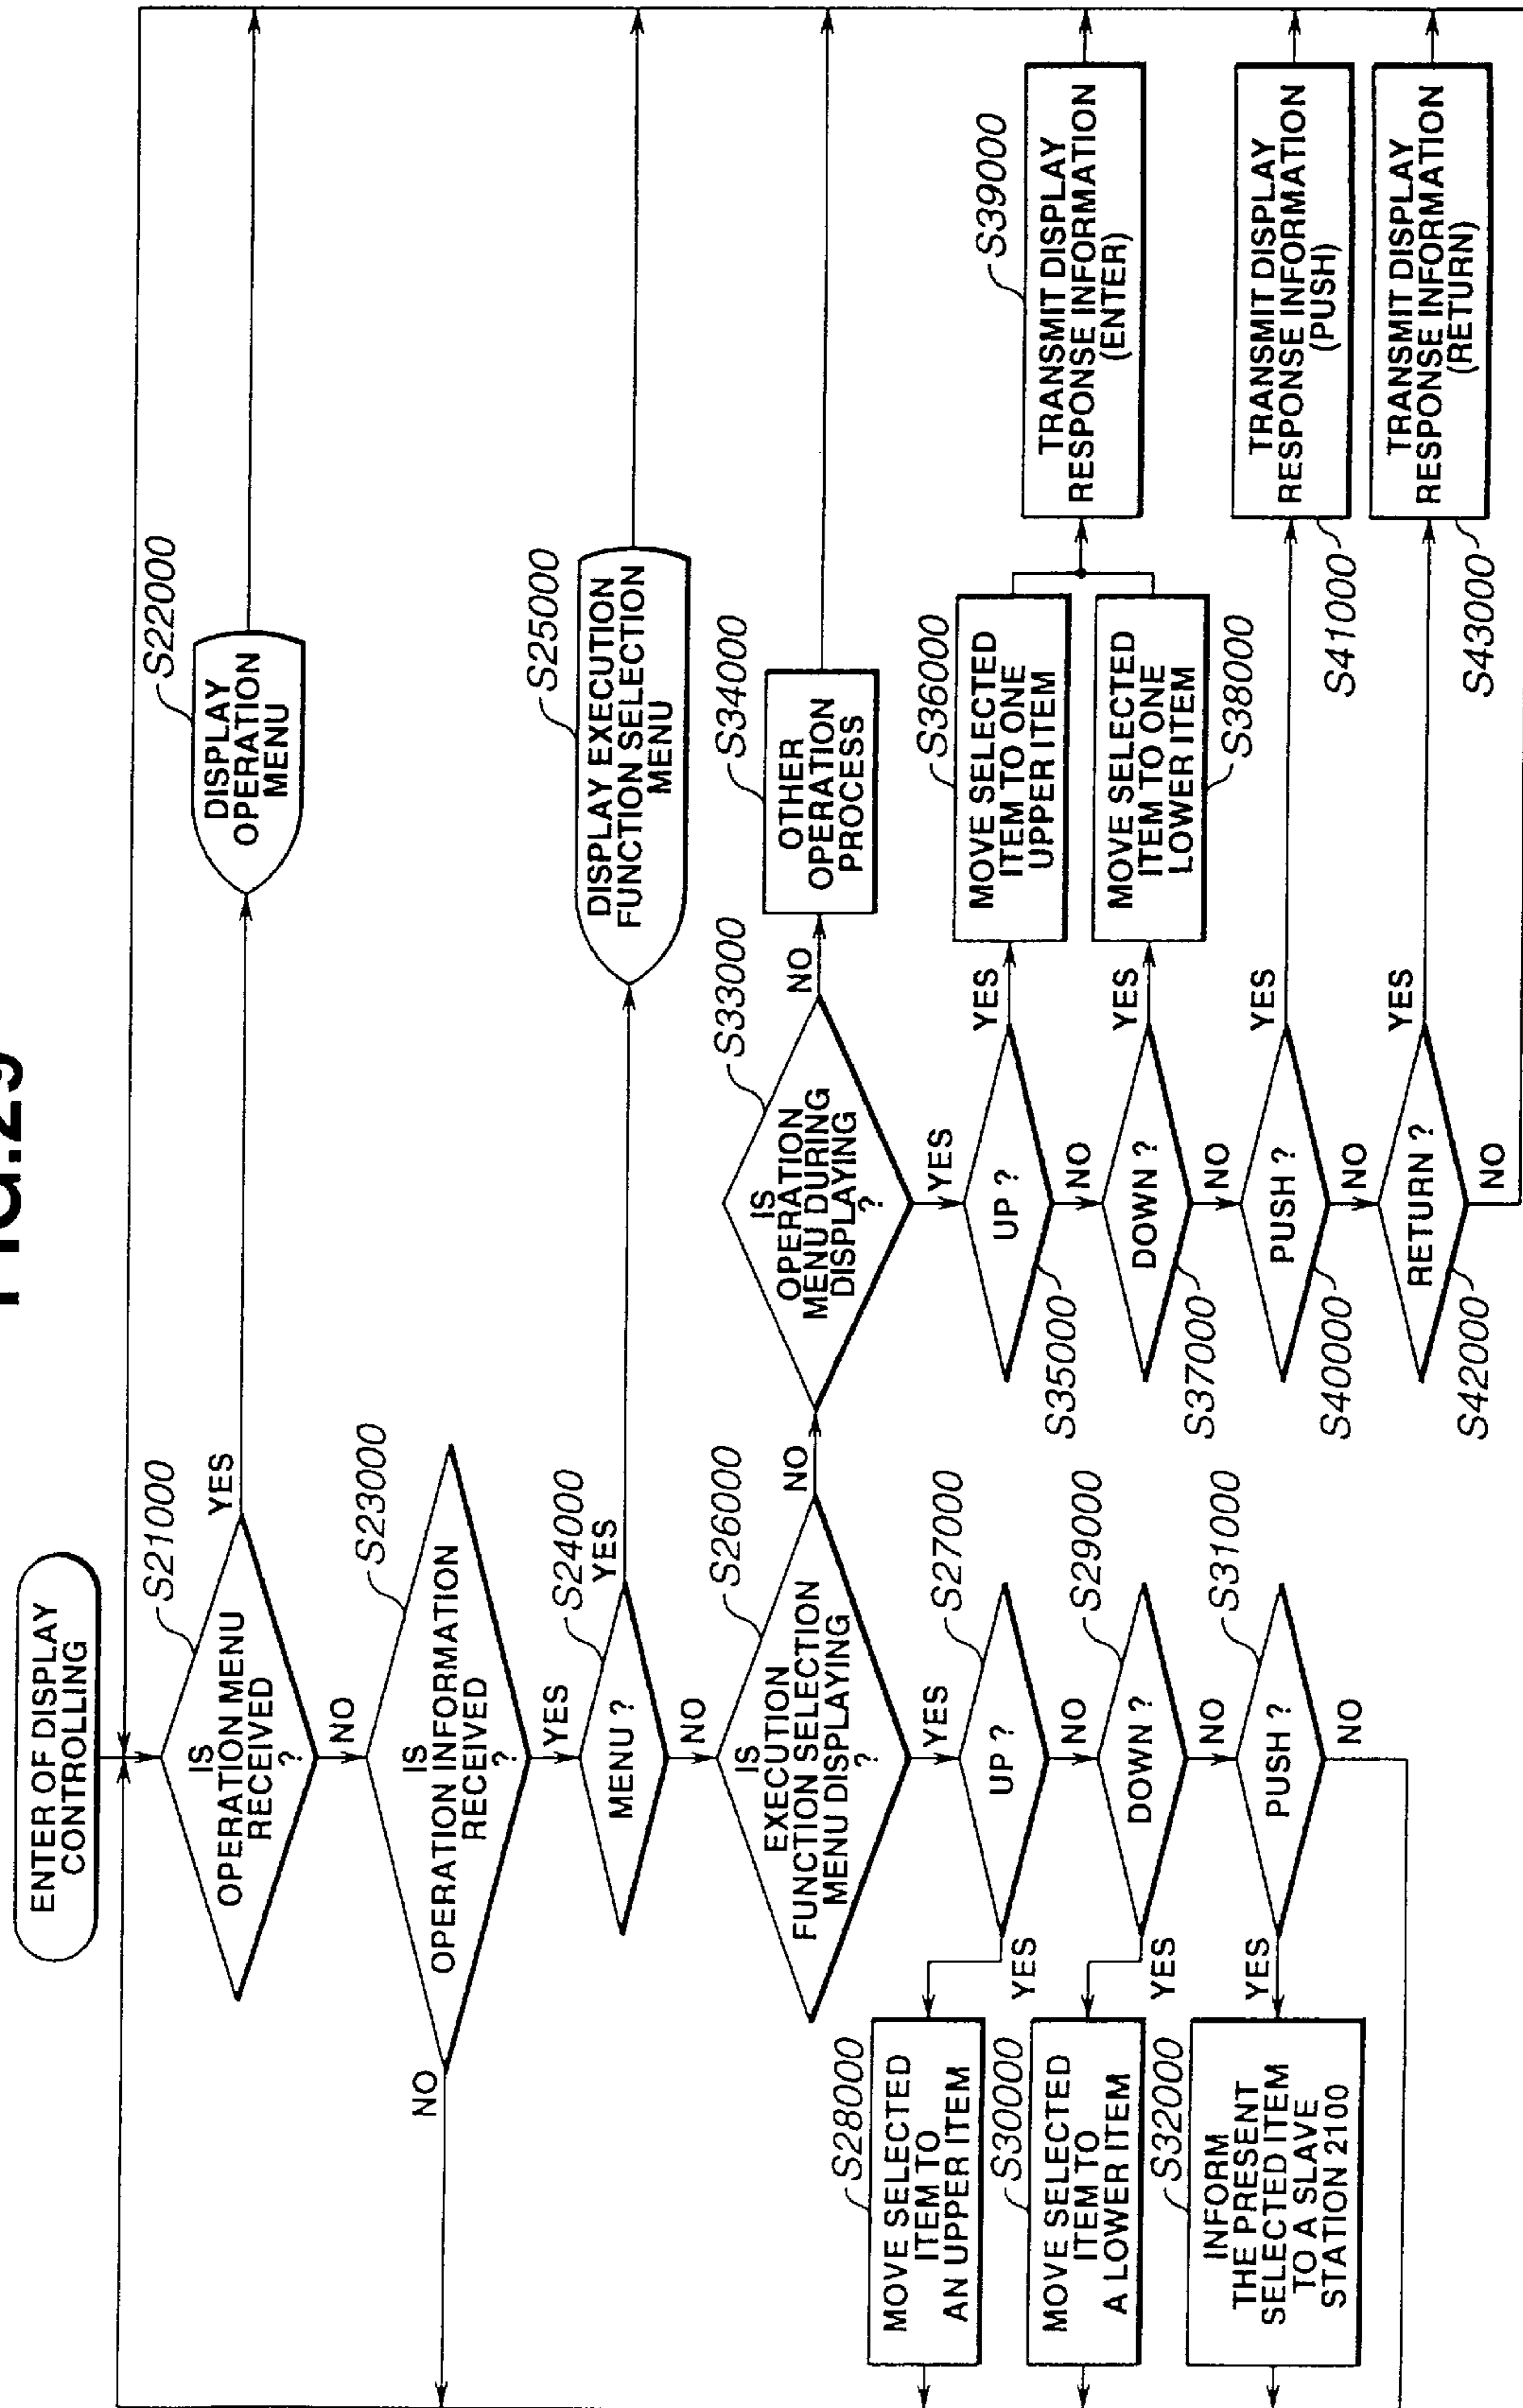 FIG.29
ENTER OF DISPLAY
CONTROLLING
S21000
IS
OPERATION MENU
RECEIVED
?
YES
NO
S22000
DISPLAY
OPERATION
MENU
S23000
IS
OPERATION INFORMATION
RECEIVED
?
NO
YES
S24000
MENU ?
YES
NO
S25000
DISPLAY EXECUTION
FUNCTION SELECTION
MENU
S26000
IS
EXECUTION
FUNCTION SELECTION
MENU DISPLAYING
?
NO
YES
S33000
IS
OPERATION
MENU DURING
DISPLAYING
?
NO
YES
S34000
OTHER
OPERATION
PROCESS
S27000
UP ?
YES
NO
S28000
MOVE SELECTED
ITEM TO
AN UPPER ITEM
S29000
DOWN ?
YES
NO
S30000
MOVE SELECTED
ITEM TO
A LOWER ITEM
S31000
PUSH ?
YES
NO
S32000
INFORM
THE PRESENT
SELECTED ITEM
TO A SLAVE
STATION 2100
UP ?
S35000
YES
NO
S36000
MOVE SELECTED
ITEM TO ONE
UPPER ITEM
DOWN ?
S37000
YES
NO
MOVE SELECTED
ITEM TO ONE
LOWER ITEM
S38000
S39000
TRANSMIT DISPLAY
RESPONSE INFORMATION
(ENTER)
PUSH ?
S40000
YES
NO
TRANSMIT DISPLAY
RESPONSE INFORMATION
(PUSH)
S41000
RETURN ?
S42000
YES
NO
TRANSMIT DISPLAY
RESPONSE INFORMATION
(RETURN)
S43000